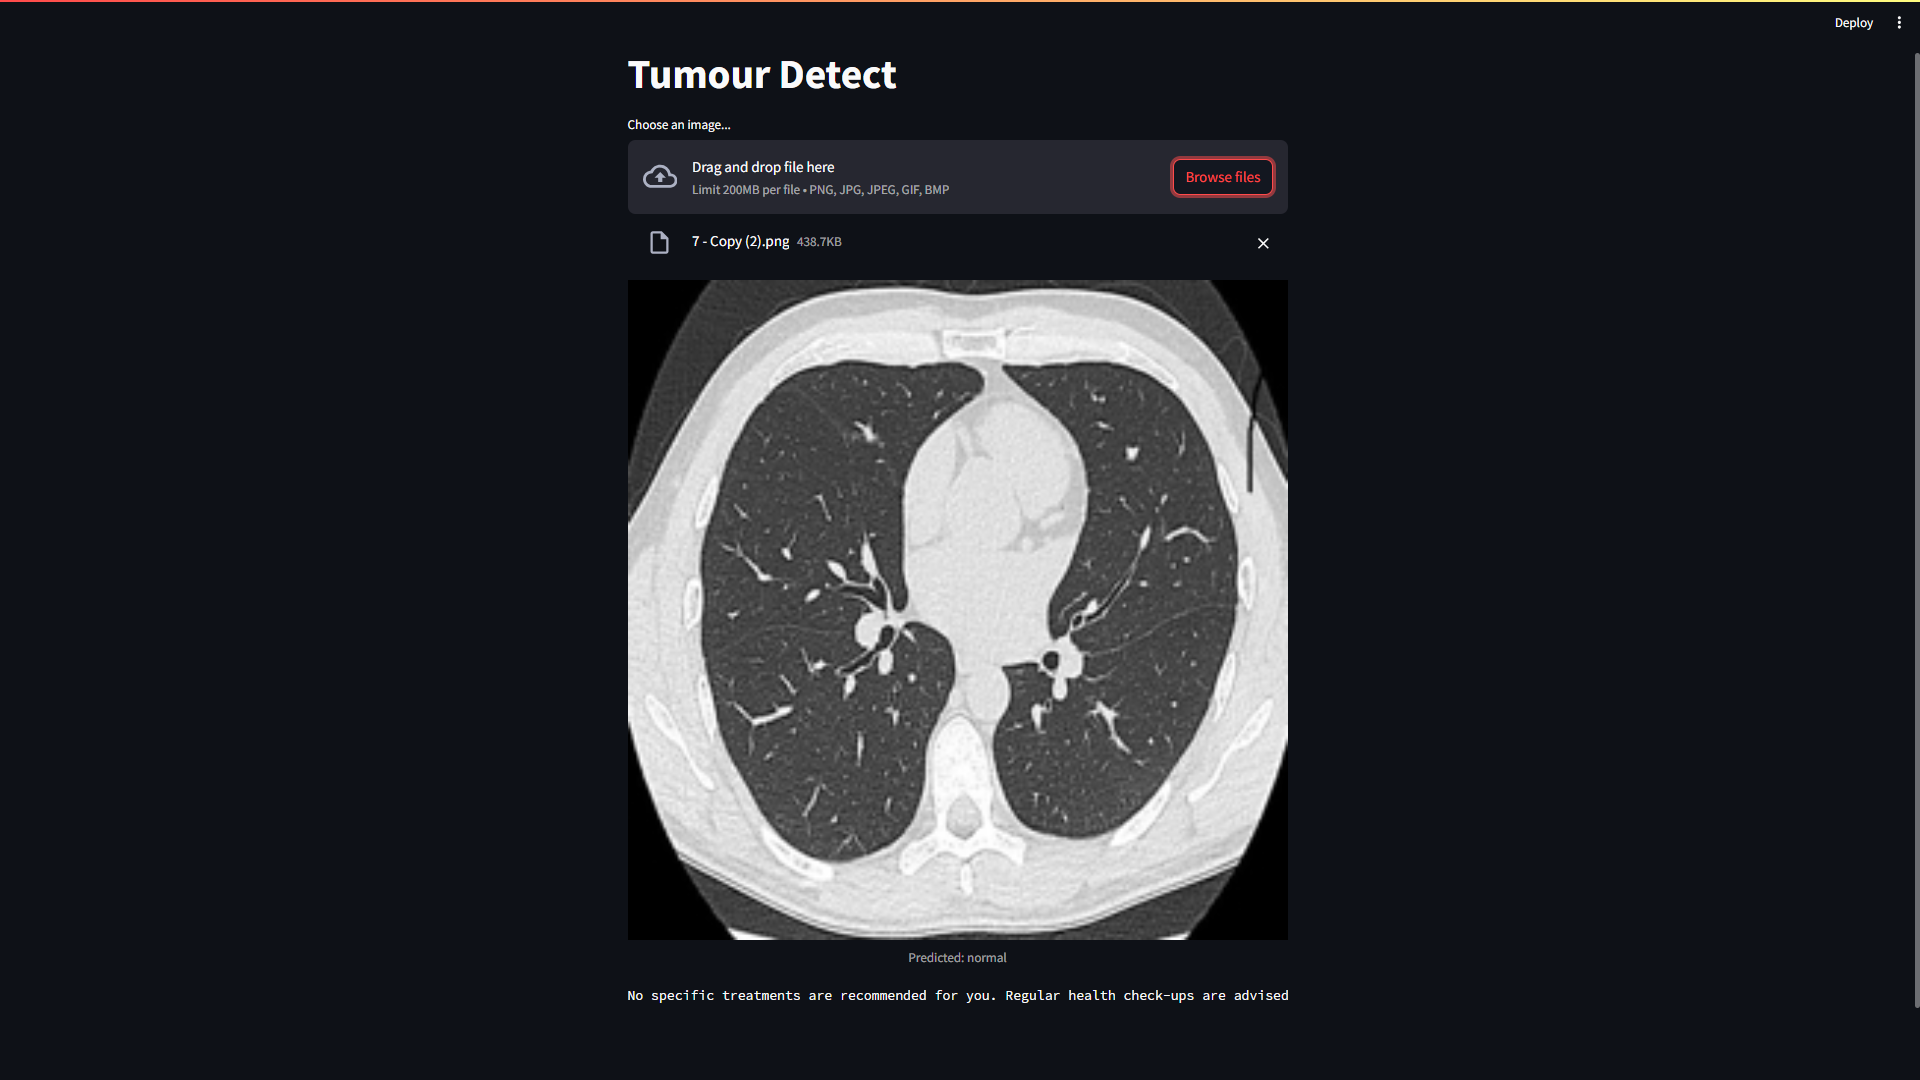 Deploy
Tumour Detect
Choose an image...
Drag and drop file here
Limit 200MB per file • PNG, JPG, JPEG, GIF, BMP
Browse files
7 - Copy (2).png 438.7KB
Predicted: normal
No specific treatments are recommended for you. Regular health check-ups are advised